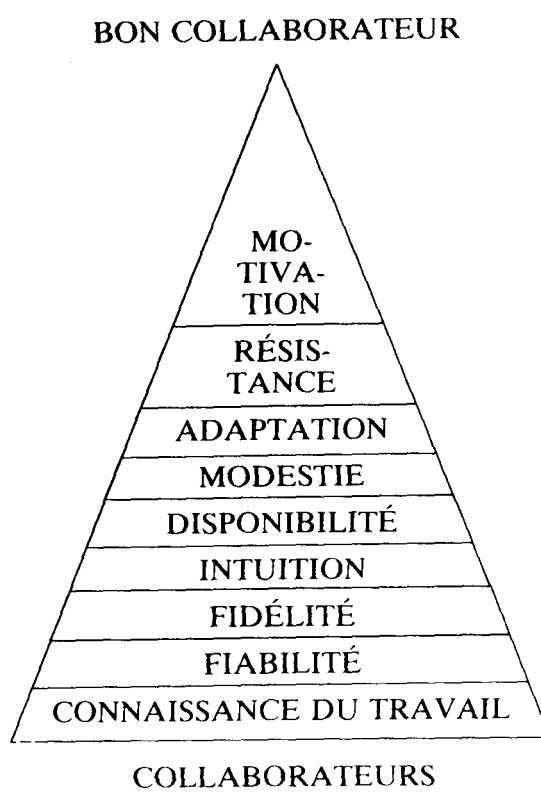 BON COLLABORATEUR
MO-
TIVA-
TION
RÉSIS-
TANCE
ADAPTATION
MODESTIE
DISPONIBILITÉ
INTUITION
FIDÉLITÉ
FIABILITÉ
CONNAISSANCE DU TRAVAIL
COLLABORATEURS